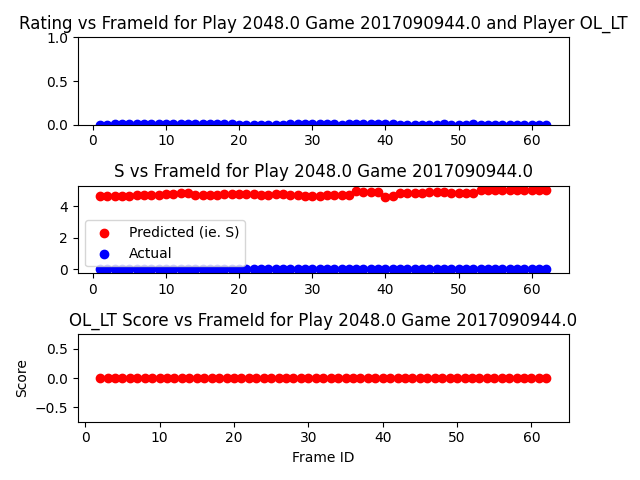 Rating vs FrameId for Play 2048.0 Game 2017090944.0 and Player OL_LT
1.0
0.5
0.0
0 10 20 30 40 50 60
S vs FrameId for Play 2048.0 Game 2017090944.0
4
2
0
Predicted (ie. S)
Actual
0 10 20 30 40 50 60
OL_LT Score vs FrameId for Play 2048.0 Game 2017090944.0
Score
0.5
0.0
−0.5
0 10 20 30 40 50 60
Frame ID